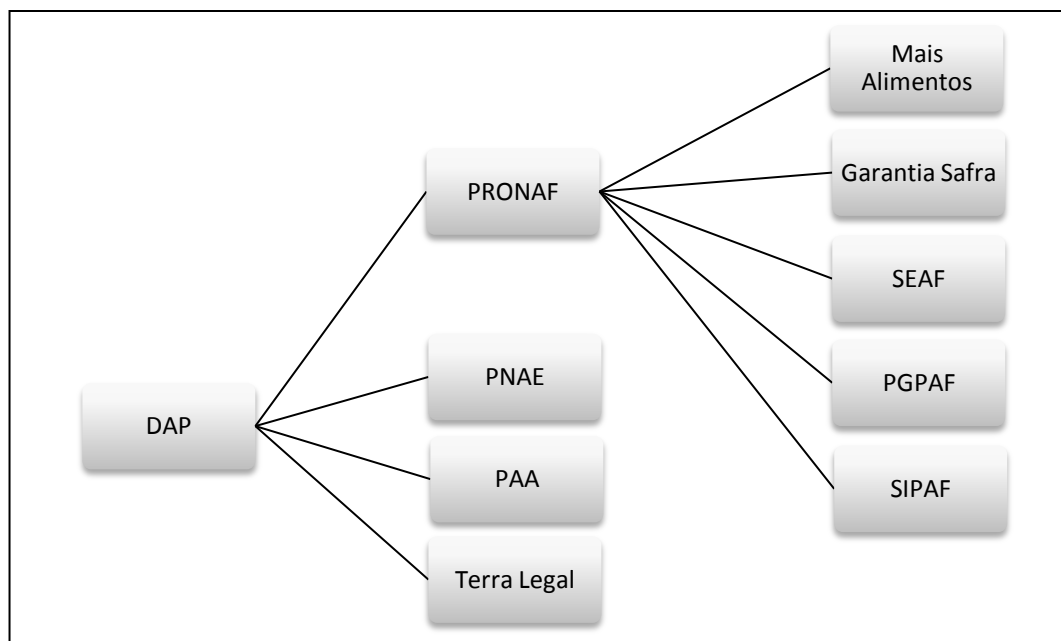 DAP
PRONAF
PNAE
PAA
Terra Legal
Mais
Alimentos
Garantia Safra
SEAF
PGPAF
SIPAF